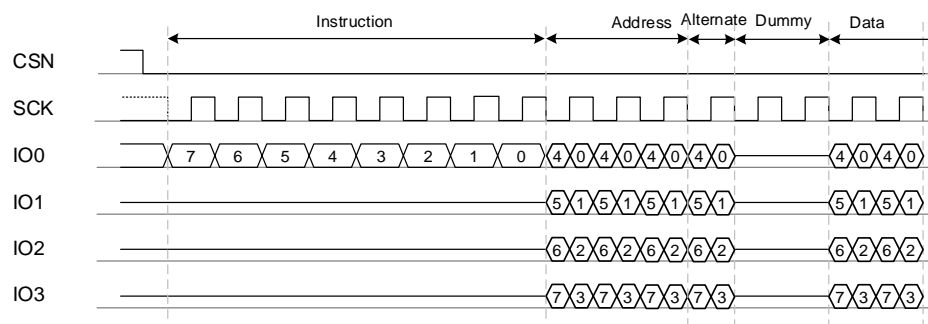 Instruction Address Alternate Dummy Data
CSN
SCK
IO0 7 6 5 4 3 2 1 0 4 0 4 0 4 0 4 0 4 0 4 0
IO1 5 1 5 1 5 1 5 1 5 1 5 1
IO2 6 2 6 2 6 2 6 2 6 2 6 2
IO3 7 3 7 3 7 3 7 3 7 3 7 3